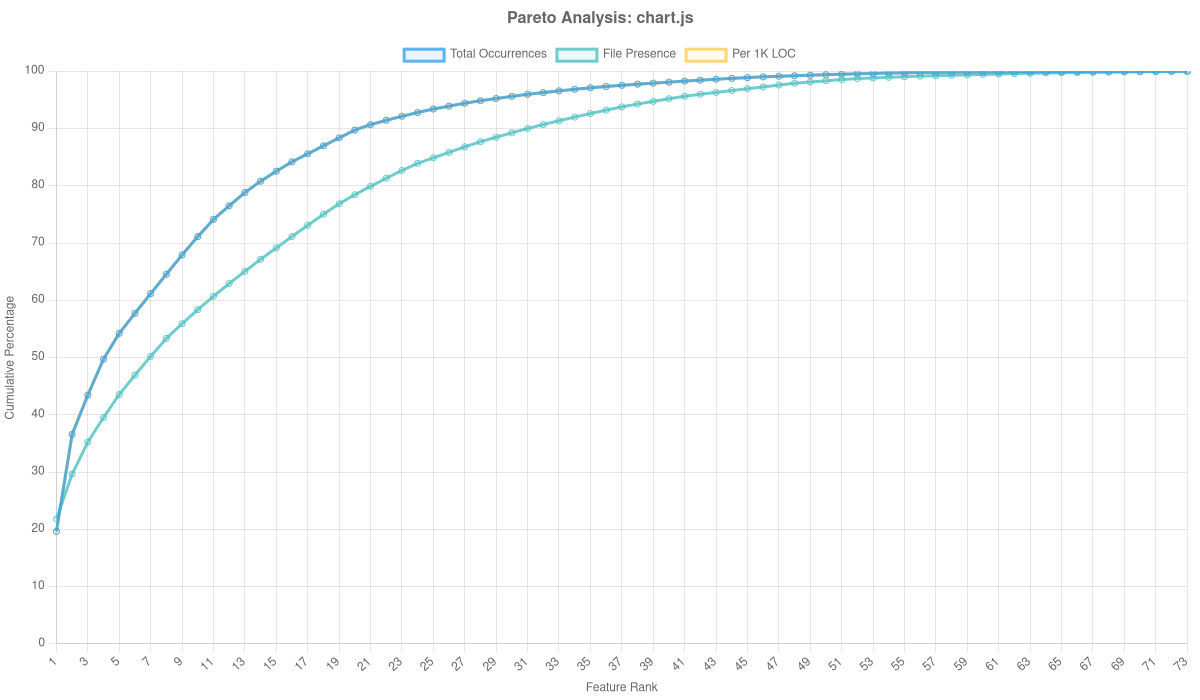 Pareto Analysis: chart.js
Total Occurrences File Presence Per 1K LOC
100
90
80
70
60
50
40
30
20
10
0
Cumulative Percentage
1 3 5 7 9 11 13 15 17 19 21 23 25 27 29 31 33 35 37 39 41 43 45 47 49 51 53 55 57 59 61 63 65 67 69 71 73
Feature Rank